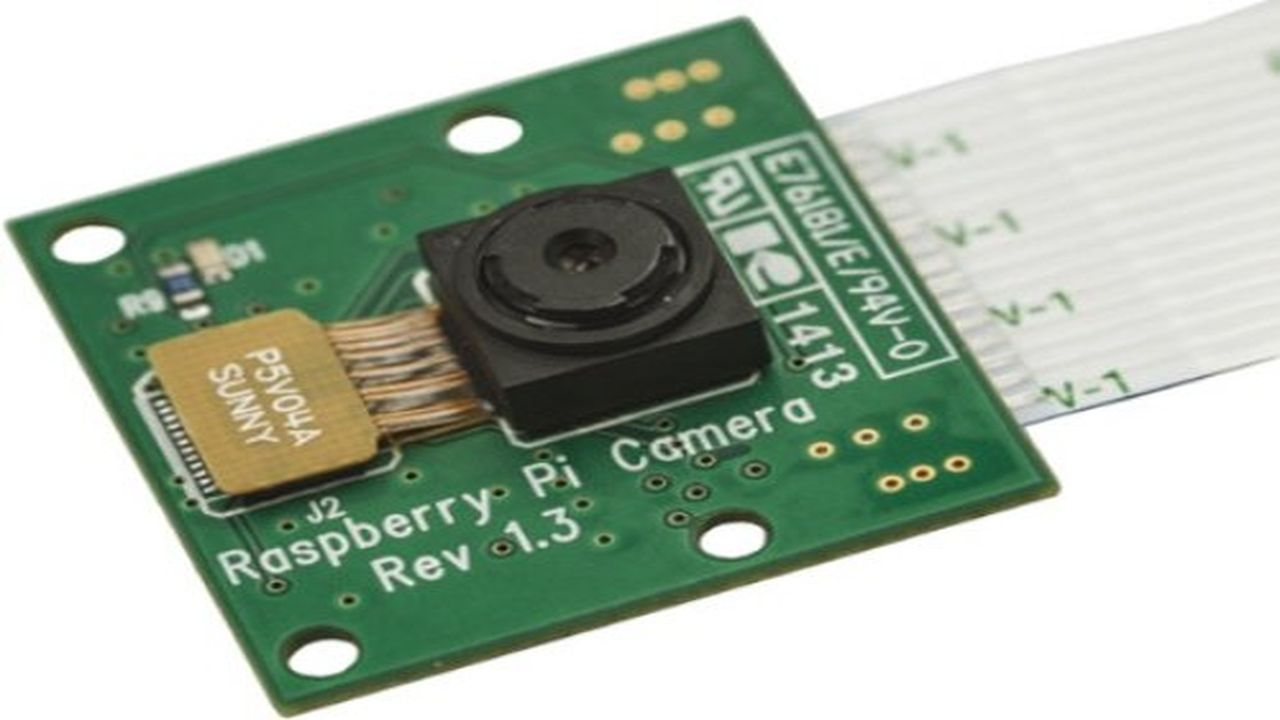 E76181/E/94V-0
RU
1413
D1
R9
P5V04A
SUNNY
J2
Raspberry Pi Camera
Rev 1.3
V-1
V-1
V-1
V-1